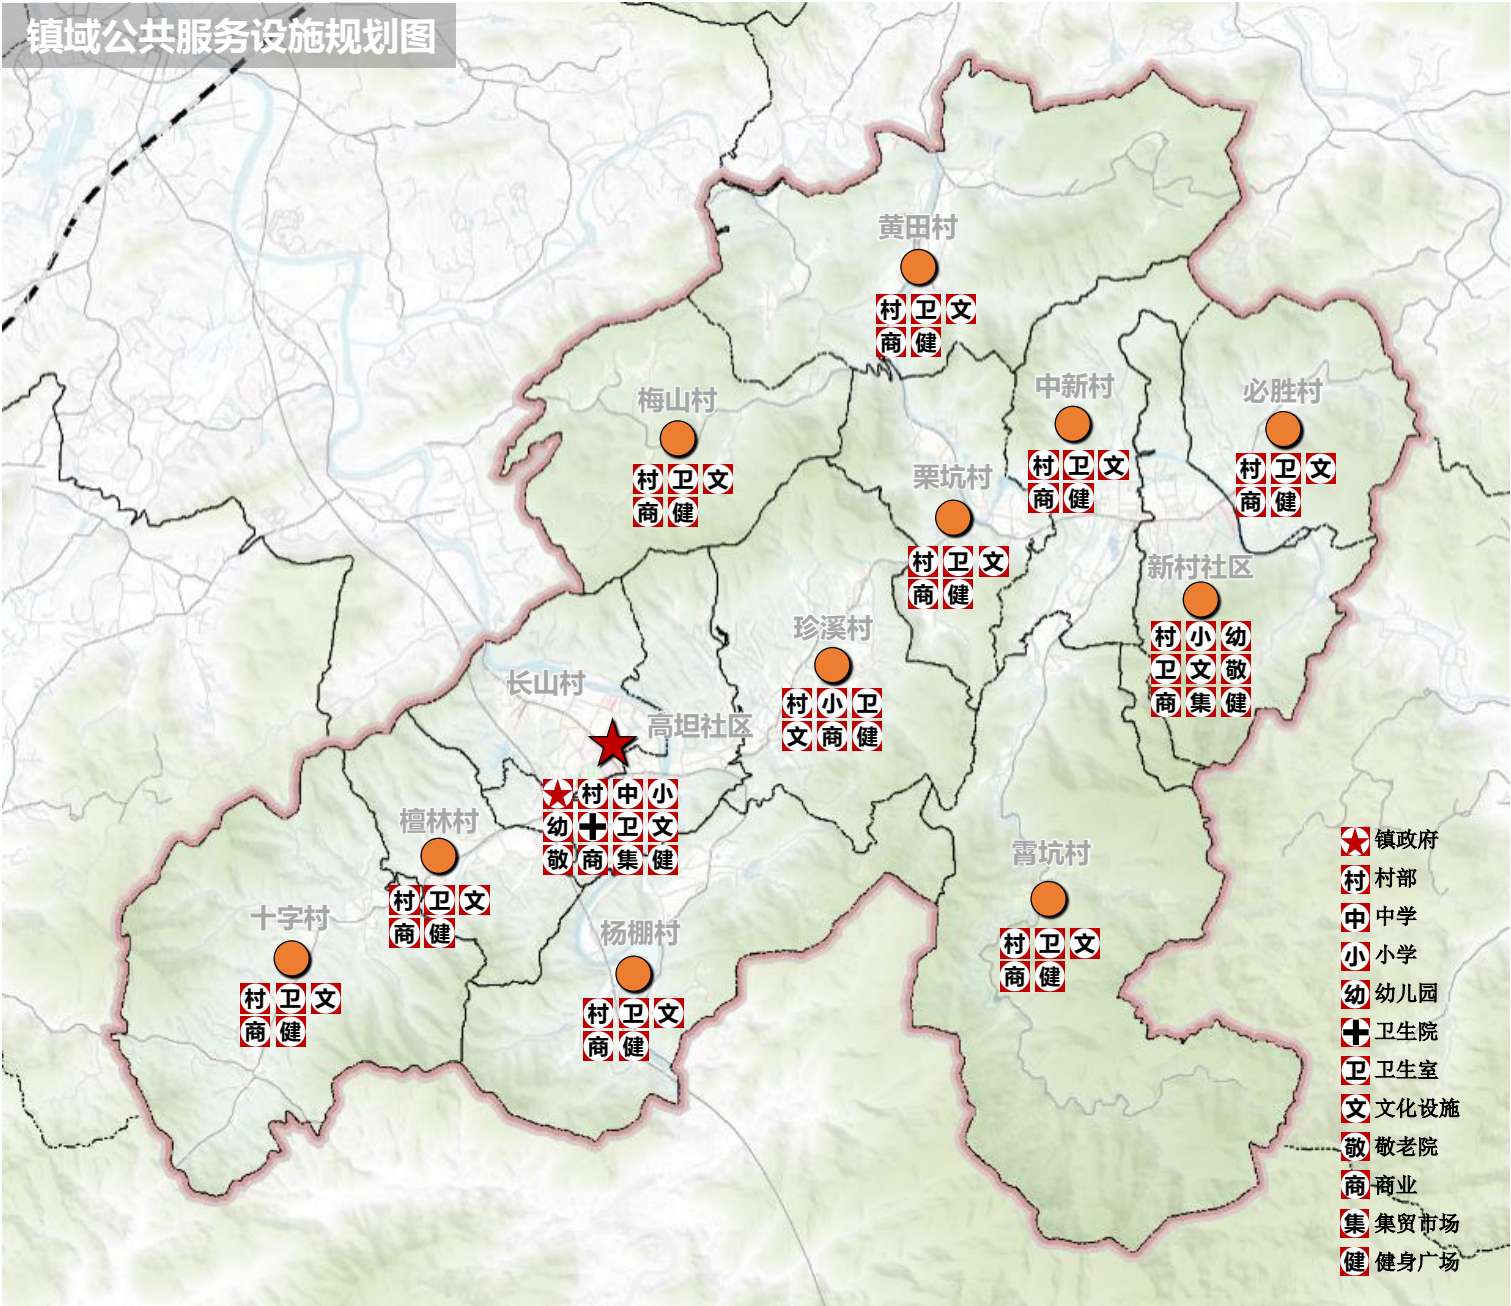 镇域公共服务设施规划图
黄田村
村 卫 文
商 健
梅山村
村 卫 文
商 健
中新村
村 卫 文
商 健
必胜村
村 卫 文
商 健
栗坑村
村 卫 文
商 健
新村社区
村 小 幼
卫 文 敬
商 集 健
珍溪村
村 小 卫
文 商 健
长山村
高坦社区
村 中 小
幼 卫 文
敬 商 集 健
檀林村
村 卫 文
商 健
霄坑村
村 卫 文
商 健
十字村
村 卫 文
商 健
杨棚村
村 卫 文
商 健
镇政府
村 村部
中 中学
小 小学
幼 幼儿园
卫生院
卫 卫生室
文 文化设施
敬 敬老院
商 商业
集 集贸市场
健 健身广场